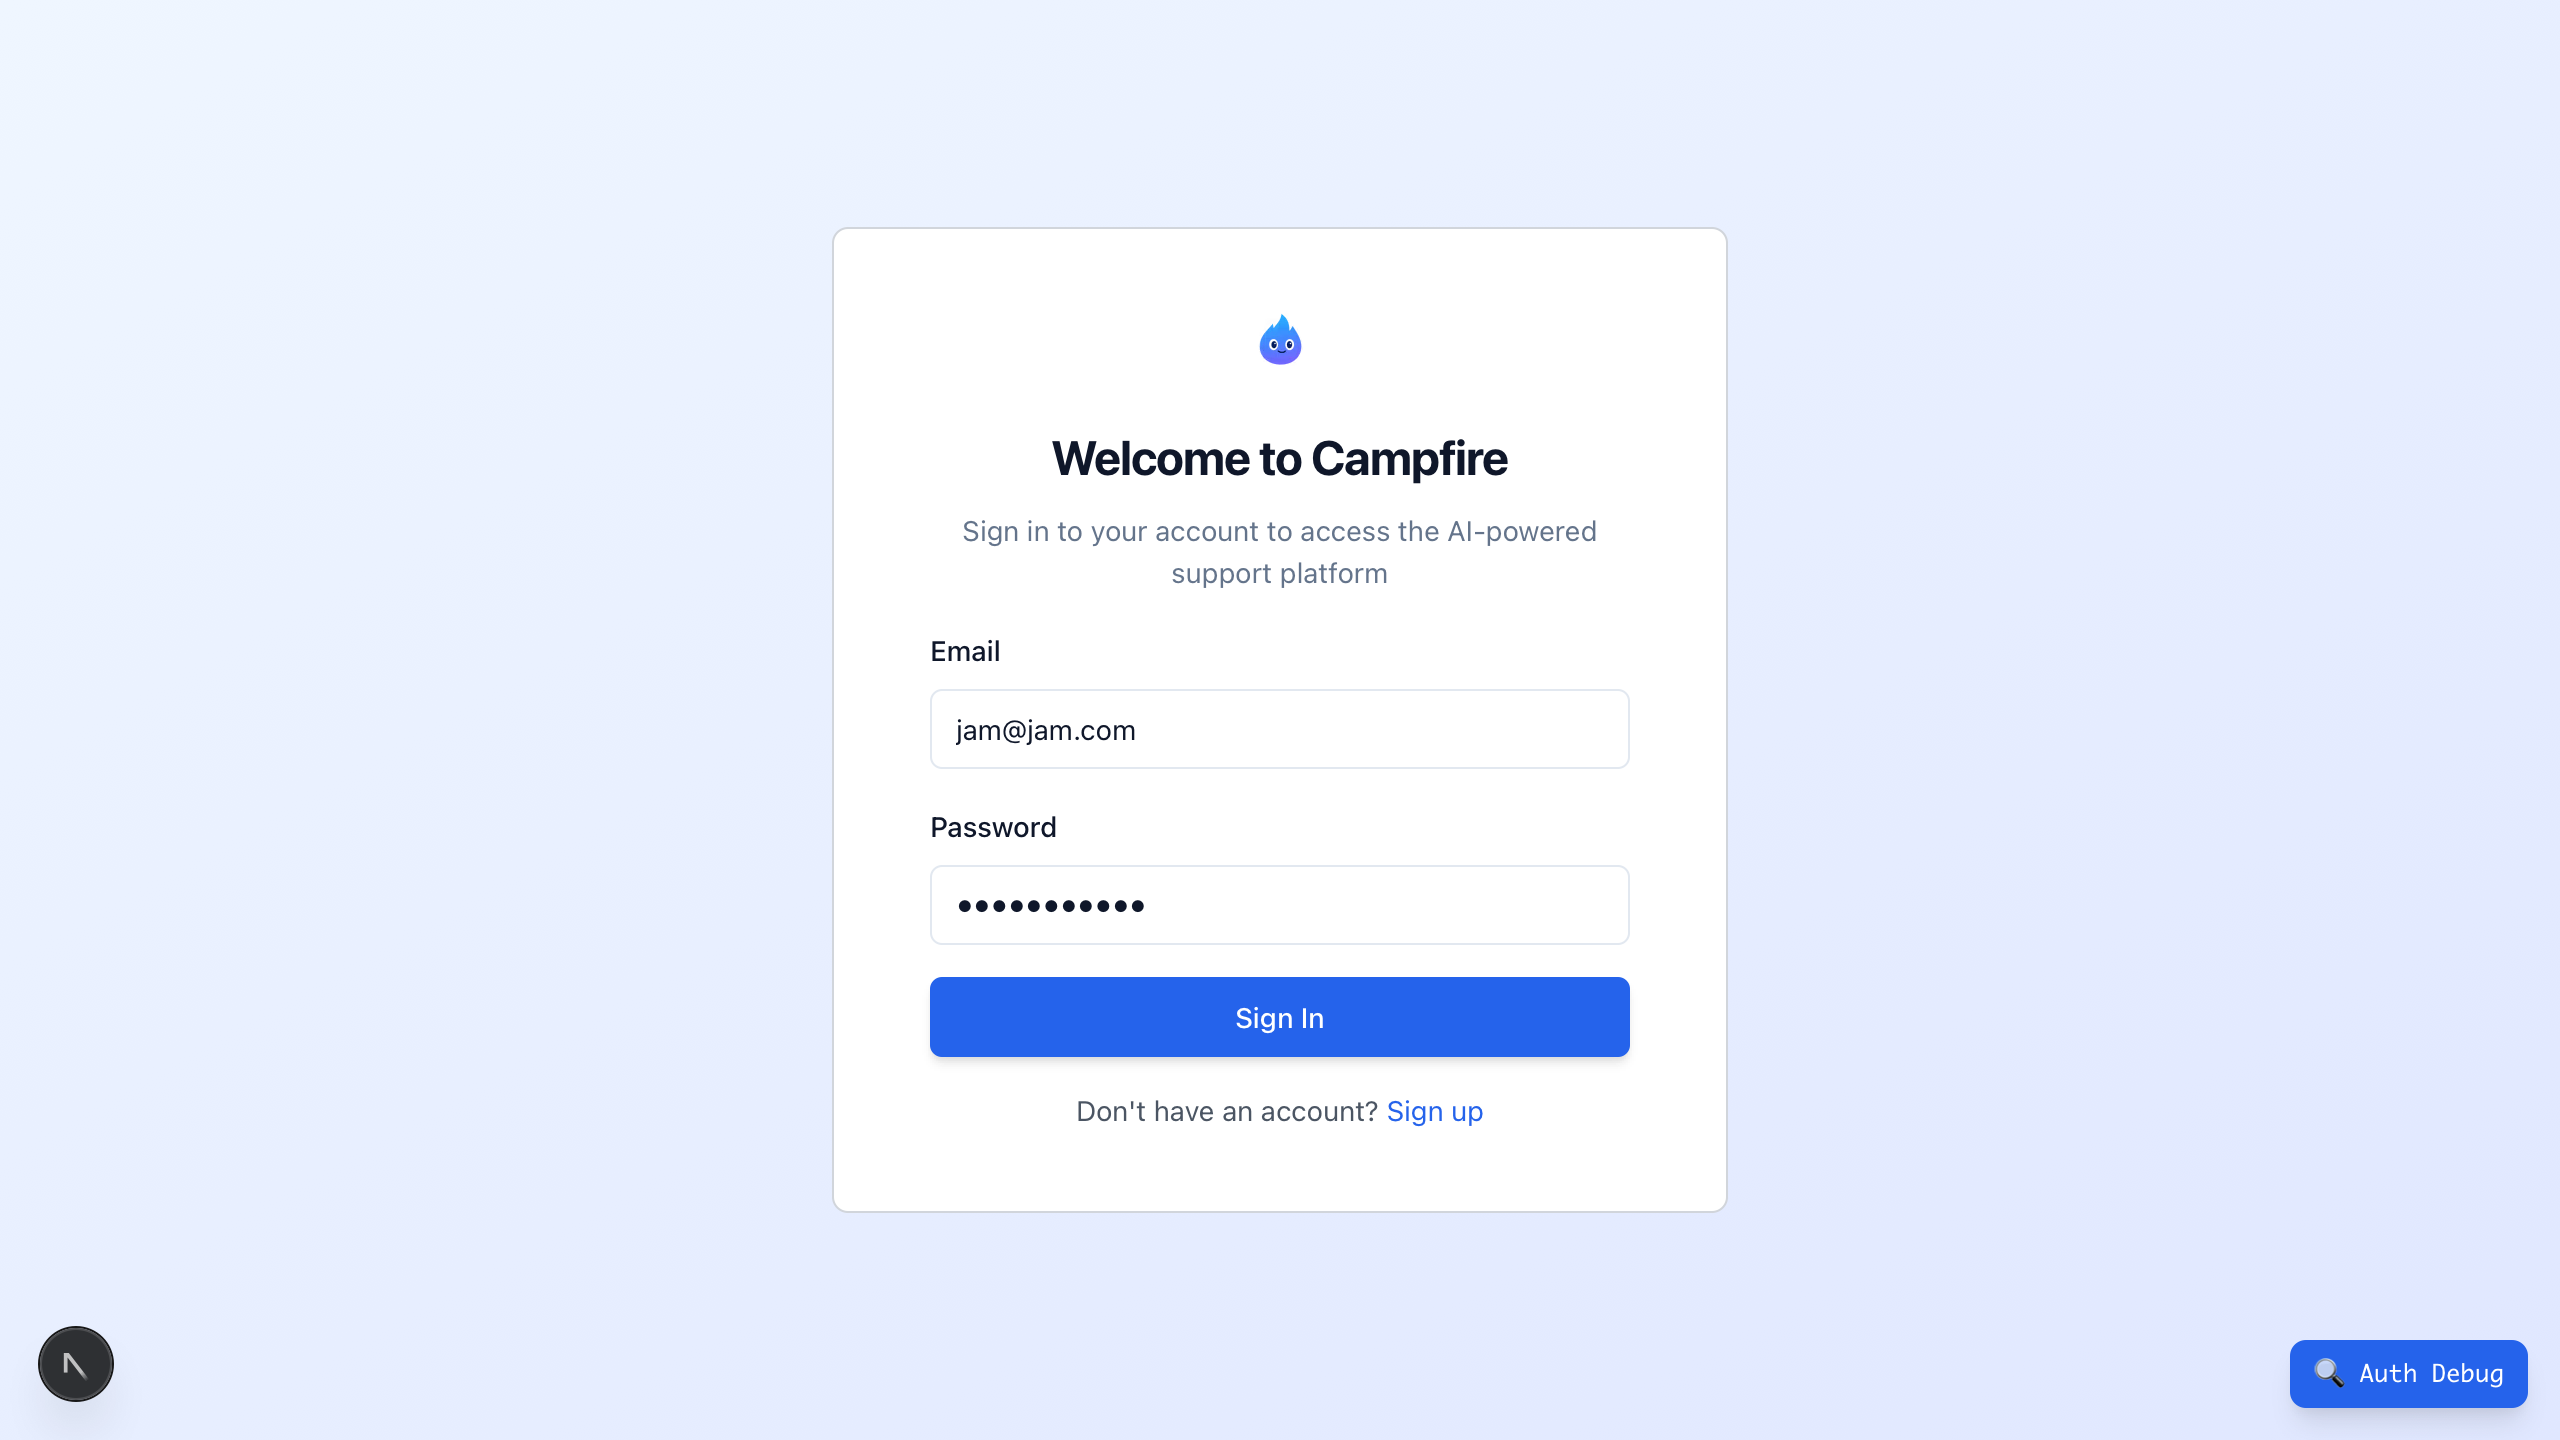 Welcome to Campfire
Sign in to your account to access the AI-powered
support platform
Email
jam@jam.com
Password
•••••••••••
Sign In
Don't have an account? Sign up
N
🔍 Auth Debug